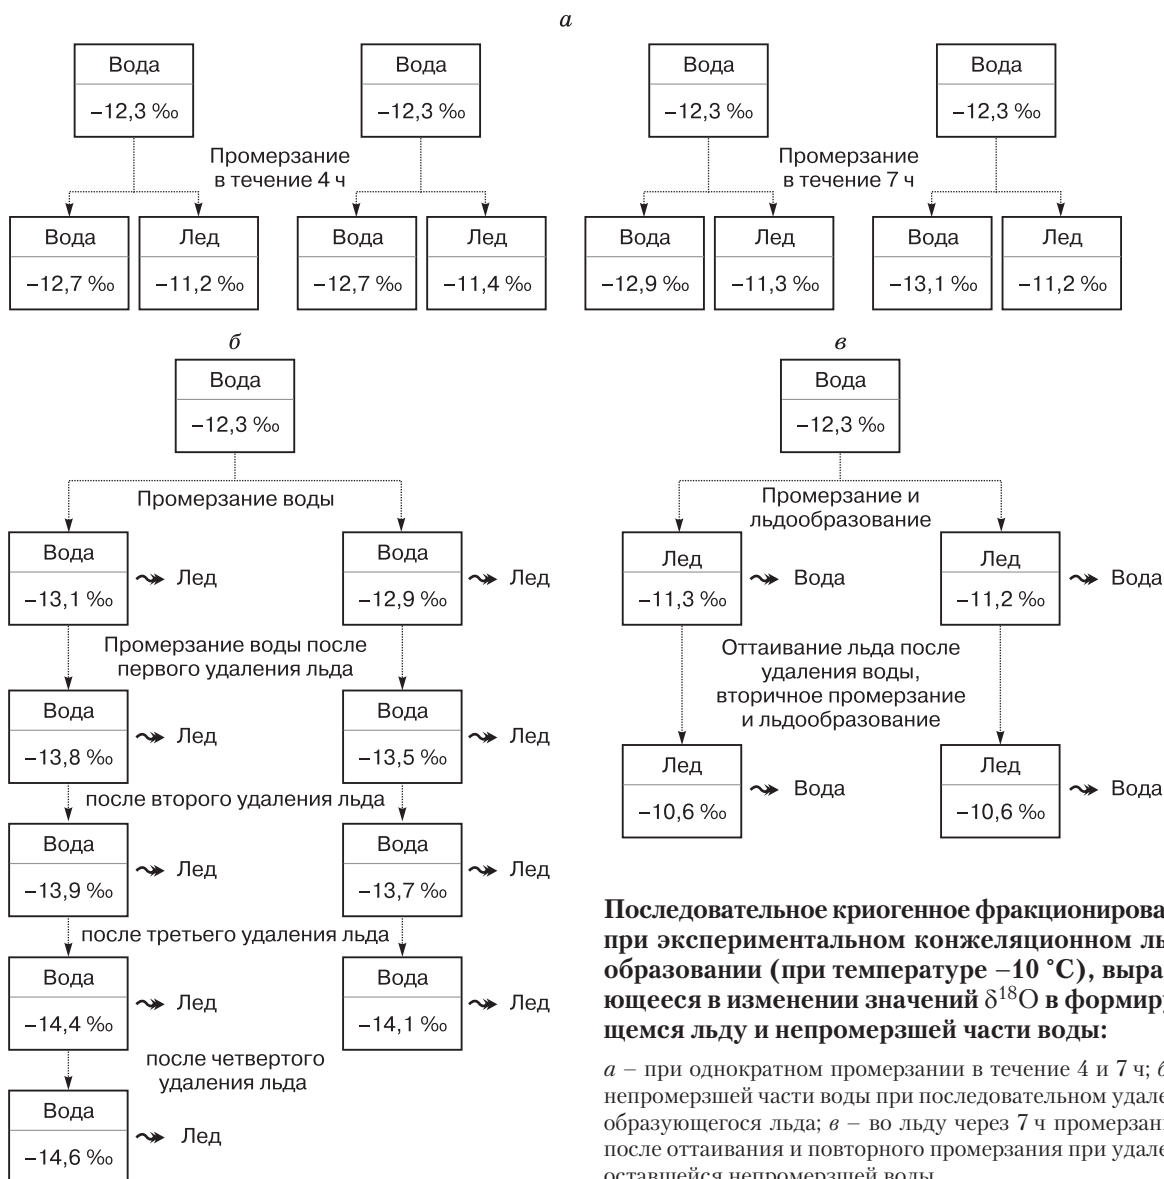 а
Вода
−12,3 ‰
Вода
−12,3 ‰
Промерзание
в течение 4 ч
Вода
−12,7 ‰
Лед
−11,2 ‰
Вода
−12,7 ‰
Лед
−11,4 ‰
Вода
−12,3 ‰
Вода
−12,3 ‰
Промерзание
в течение 7 ч
Вода
−12,9 ‰
Лед
−11,3 ‰
Вода
−13,1 ‰
Лед
−11,2 ‰
б
Вода
−12,3 ‰
Промерзание воды
Вода
−13,1 ‰
Лед
Вода
−12,9 ‰
Лед
Промерзание воды после
первого удаления льда
Вода
−13,8 ‰
Лед
Вода
−13,5 ‰
Лед
после второго удаления льда
Вода
−13,9 ‰
Лед
Вода
−13,7 ‰
Лед
после третьего удаления льда
Вода
−14,4 ‰
Лед
Вода
−14,1 ‰
Лед
после четвертого
удаления льда
Вода
−14,6 ‰
Лед
в
Вода
−12,3 ‰
Промерзание и
льдообразование
Лед
−11,3 ‰
Вода
Лед
−11,2 ‰
Вода
Оттаивание льда после
удаления воды,
вторичное промерзание
и льдообразование
Лед
−10,6 ‰
Вода
Лед
−10,6 ‰
Вода
Последовательное криогенное фракционирова
при экспериментальном конжеляционном ль
образовании (при температуре −10 °С), выра
ющееся в изменении значений δ¹⁸O в формиру
щемся льду и непромерзшей части воды:
а – при однократном промерзании в течение 4 и 7 ч; б
непромерзшей части воды при последовательном удале
образующегося льда; в – во льду через 7 ч промерзани
после оттаивания и повторного промерзания при удале
оставшейся непромерзшей воды